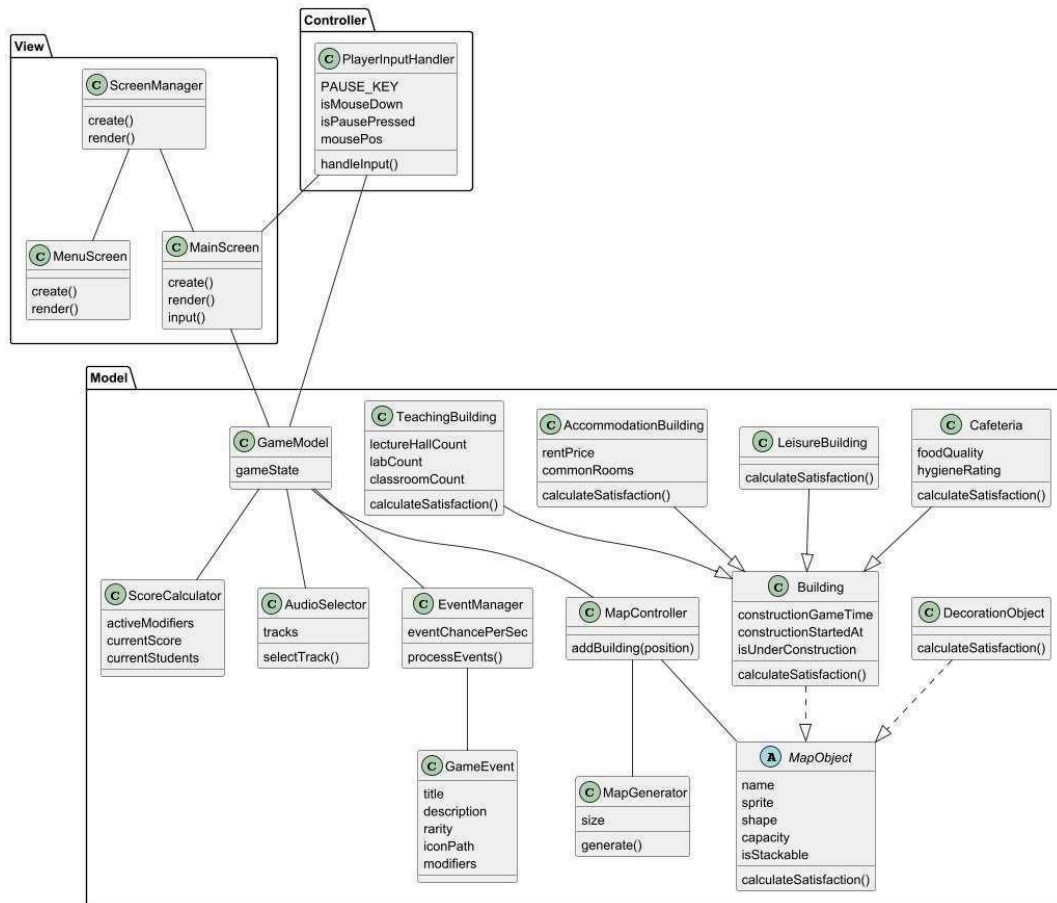 Controller
C PlayerInputHandler
PAUSE_KEY
isMouseDown
isPausePressed
mousePos
handleInput()
View
C ScreenManager
create()
render()
C MenuScreen
create()
render()
C MainScreen
create()
render()
input()
Model
C GameModel
gameState
C TeachingBuilding
lectureHallCount
labCount
classroomCount
calculateSatisfaction()
C AccommodationBuilding
rentPrice
commonRooms
calculateSatisfaction()
C LeisureBuilding
calculateSatisfaction()
C Cafeteria
foodQuality
hygieneRating
calculateSatisfaction()
C ScoreCalculator
activeModifiers
currentScore
currentStudents
C AudioSelector
tracks
selectTrack()
C EventManager
eventChancePerSec
processEvents()
C MapController
addBuilding(position)
C Building
constructionGameTime
constructionStartedAt
isUnderConstruction
calculateSatisfaction()
C DecorationObject
calculateSatisfaction()
C GameEvent
title
description
rarity
iconPath
modifiers
C MapGenerator
size
generate()
A MapObject
name
sprite
shape
capacity
isStackable
calculateSatisfaction()